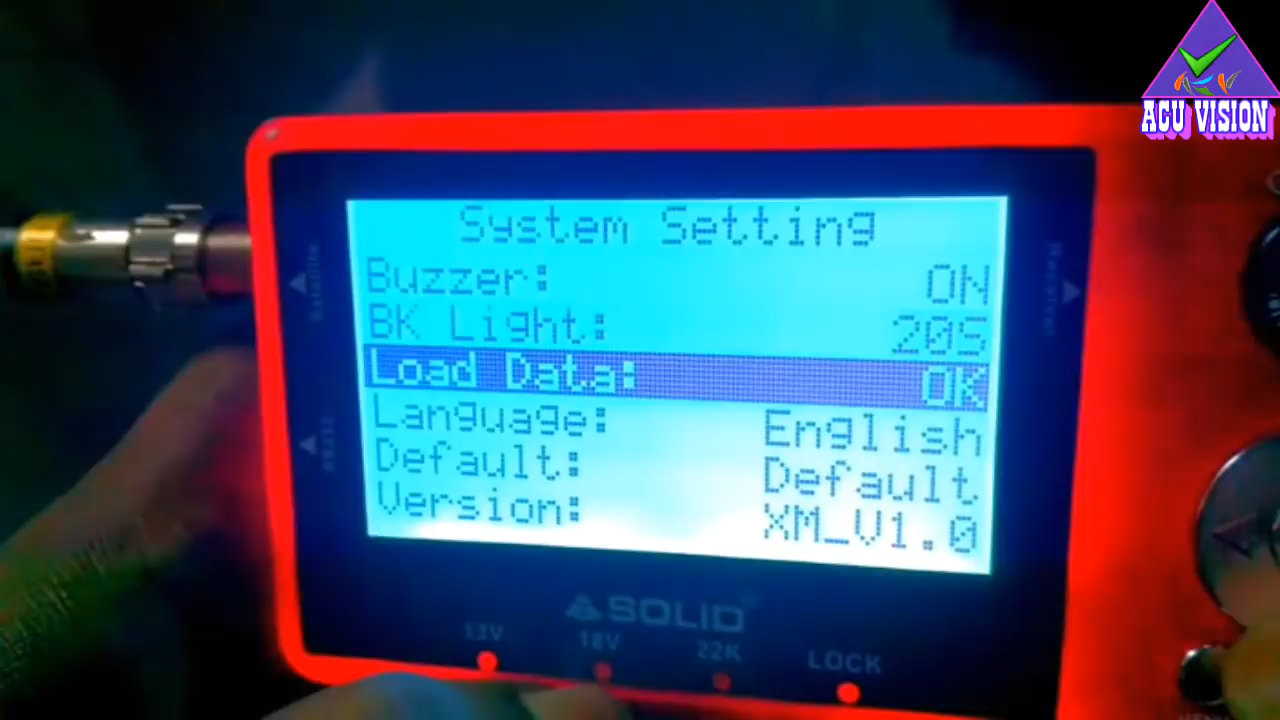 ACU VISION
System Setting
Buzzer: ON
BK Light: 20S
Load Data: OK
Language: English
Default: Default
Version: XM_V1.0
SOLID
13V 18V 22K LOCK